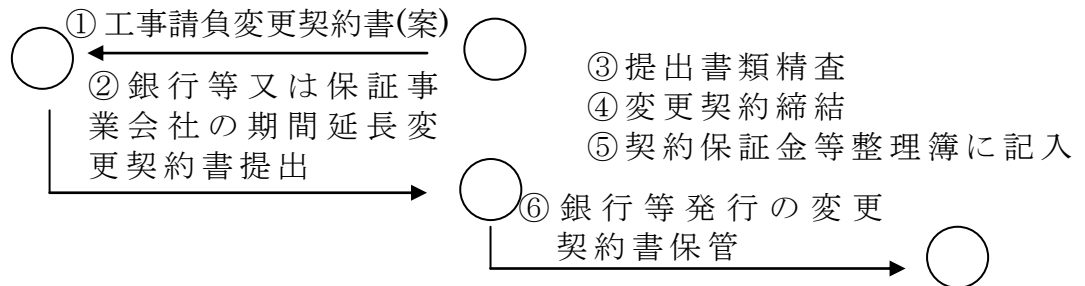 ①工事請負変更契約書(案)
②銀行等又は保証事
業会社の期間延長変
更契約書提出
③提出書類精査
④変更契約締結
⑤契約保証金等整理簿に記入
⑥銀行等発行の変更
契約書保管